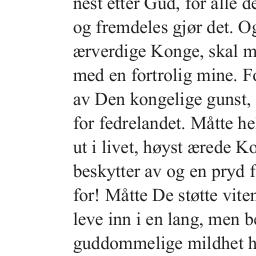 nest etter Gud, for alle de
og fremdeles gjør det. Og
ærverdige Konge, skal m
med en fortrolig mine. Fo
av Den kongelige gunst,
for fedrelandet. Måtte he
ut i livet, høyst ærede Ko
beskytter av og en pryd f
for! Måtte De støtte viten
leve inn i en lang, men b
guddommelige mildhet h